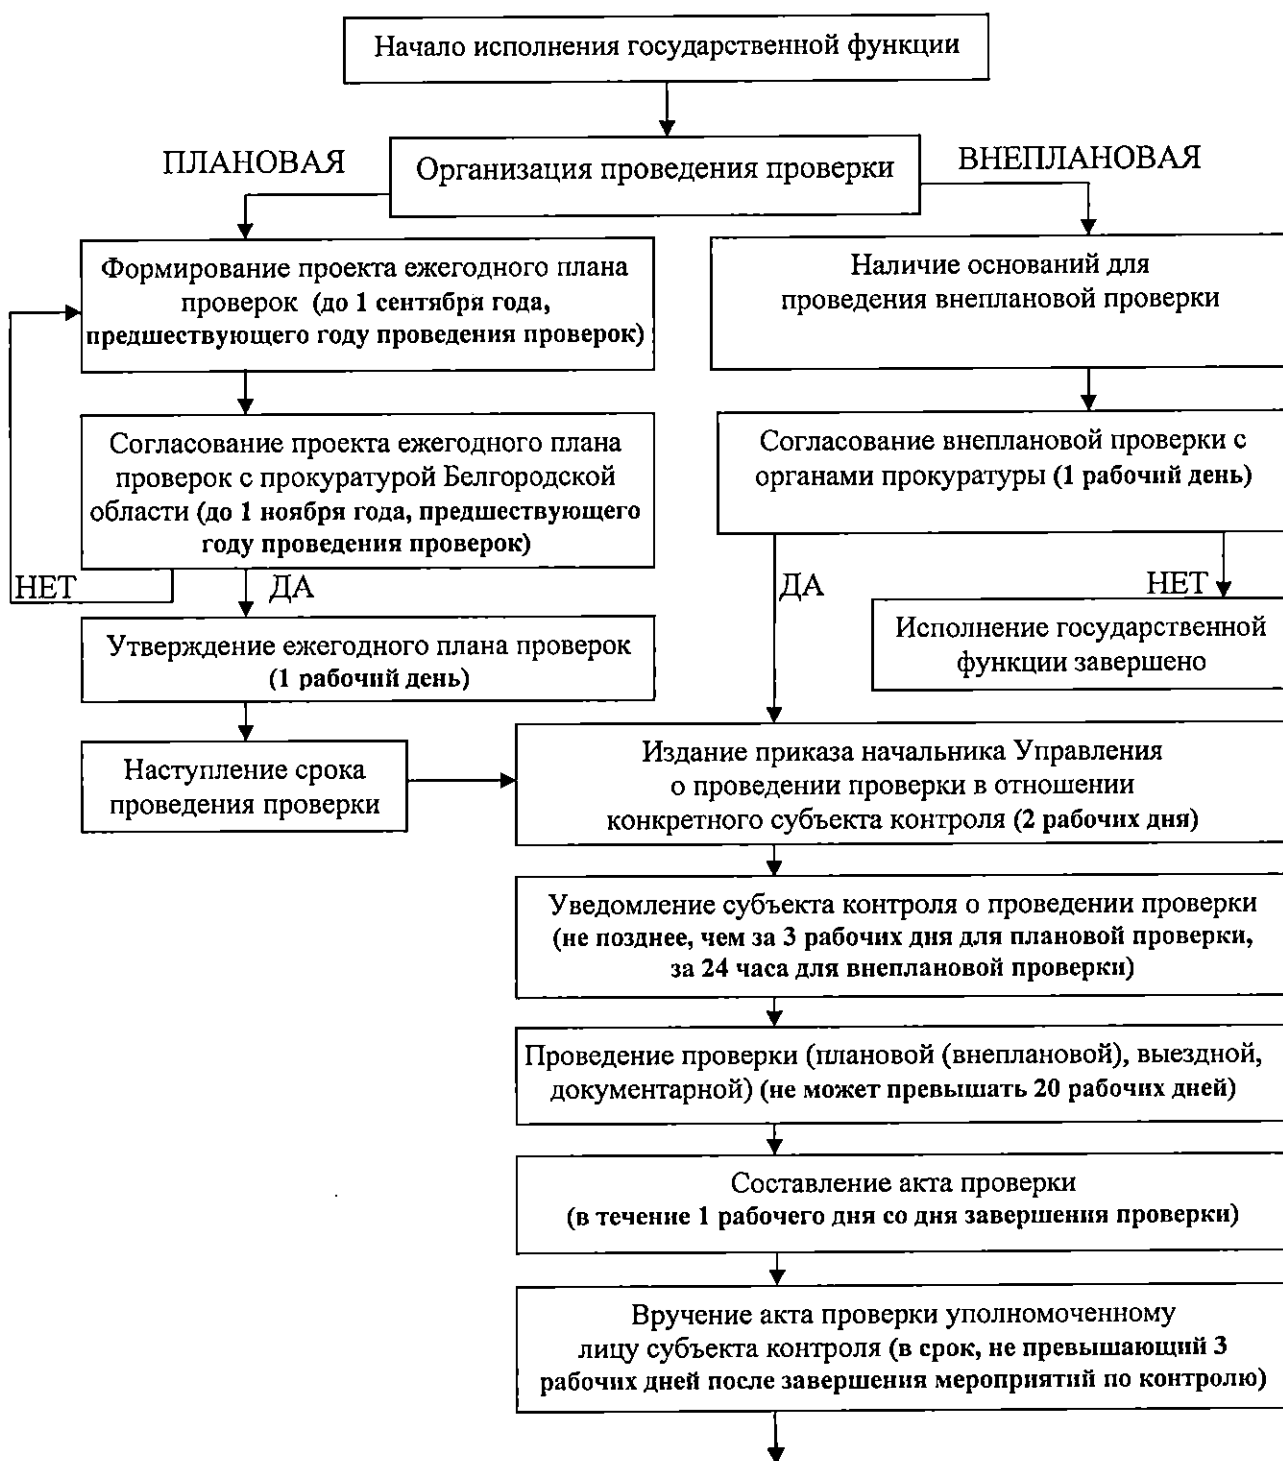 Начало исполнения государственной функции
ПЛАНОВАЯ
Организация проведения проверки
ВНЕПЛАНОВАЯ
Формирование проекта ежегодного плана
проверок (до 1 сентября года,
предшествующего году проведения проверок)
Наличие оснований для
проведения внеплановой проверки
Согласование проекта ежегодного плана
проверок с прокуратурой Белгородской
области (до 1 ноября года, предшествующего
году проведения проверок)
Согласование внеплановой проверки с
органами прокуратуры (1 рабочий день)
НЕТ
ДА
ДА
НЕТ
Утверждение ежегодного плана проверок
(1 рабочий день)
Исполнение государственной
функции завершено
Наступление срока
проведения проверки
Издание приказа начальника Управления
о проведении проверки в отношении
конкретного субъекта контроля (2 рабочих дня)
Уведомление субъекта контроля о проведении проверки
(не позднее, чем за 3 рабочих дня для плановой проверки,
за 24 часа для внеплановой проверки)
Проведение проверки (плановой (внеплановой), выездной,
документарной) (не может превышать 20 рабочих дней)
Составление акта проверки
(в течение 1 рабочего дня со дня завершения проверки)
Вручение акта проверки уполномоченному
лицу субъекта контроля (в срок, не превышающий 3
рабочих дней после завершения мероприятий по контролю)